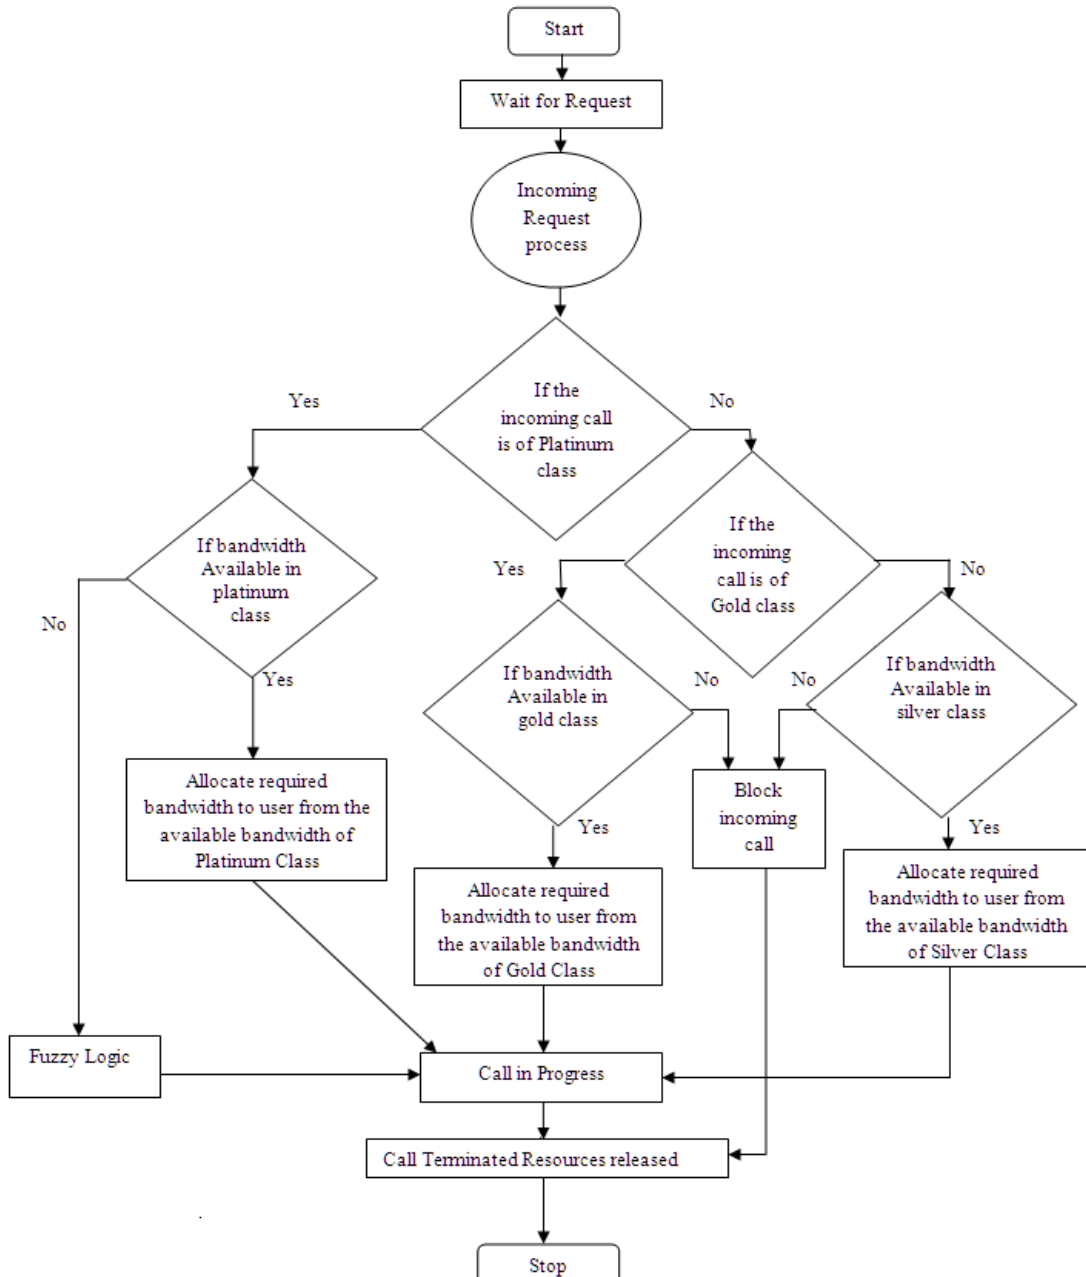 Start
Wait for Request
Incoming
Request
process
If the
incoming call
is of Platinum
class
Yes
No
If bandwidth
Available in
platinum
class
If the
incoming
call is of
Gold class
No
Yes
Yes
No
If bandwidth
Available in
gold class
No
No
If bandwidth
Available in
silver class
Allocate required
bandwidth to user from the
available bandwidth of
Platinum Class
Yes
Block
incoming
call
Yes
Allocate required
bandwidth to user from
the available bandwidth
of Gold Class
Allocate required
bandwidth to user from
the available bandwidth
of Silver Class
Fuzzy Logic
Call in Progress
Call Terminated Resources released
Stop